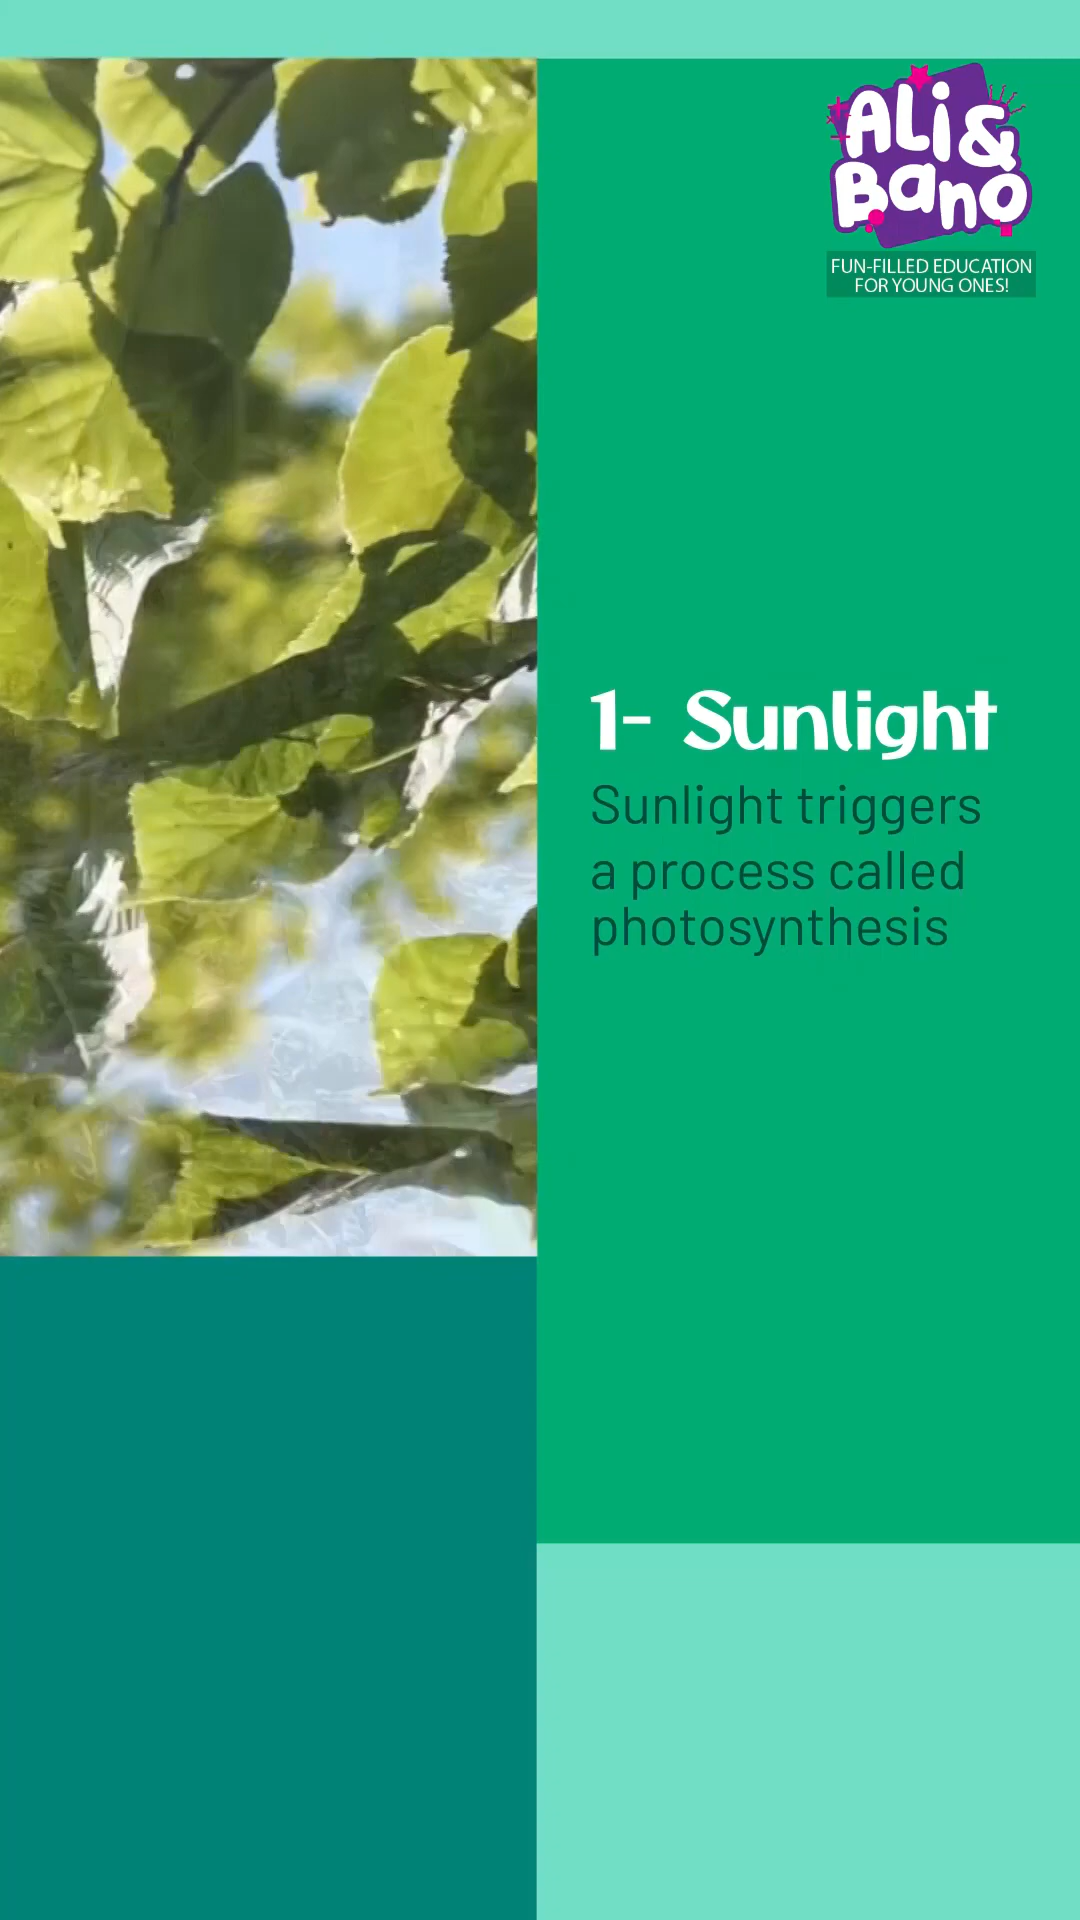 ALi&
Bano
FUN-FILLED EDUCATION
FOR YOUNG ONES!
1- Sunlight
Sunlight triggers
a process called
photosynthesis